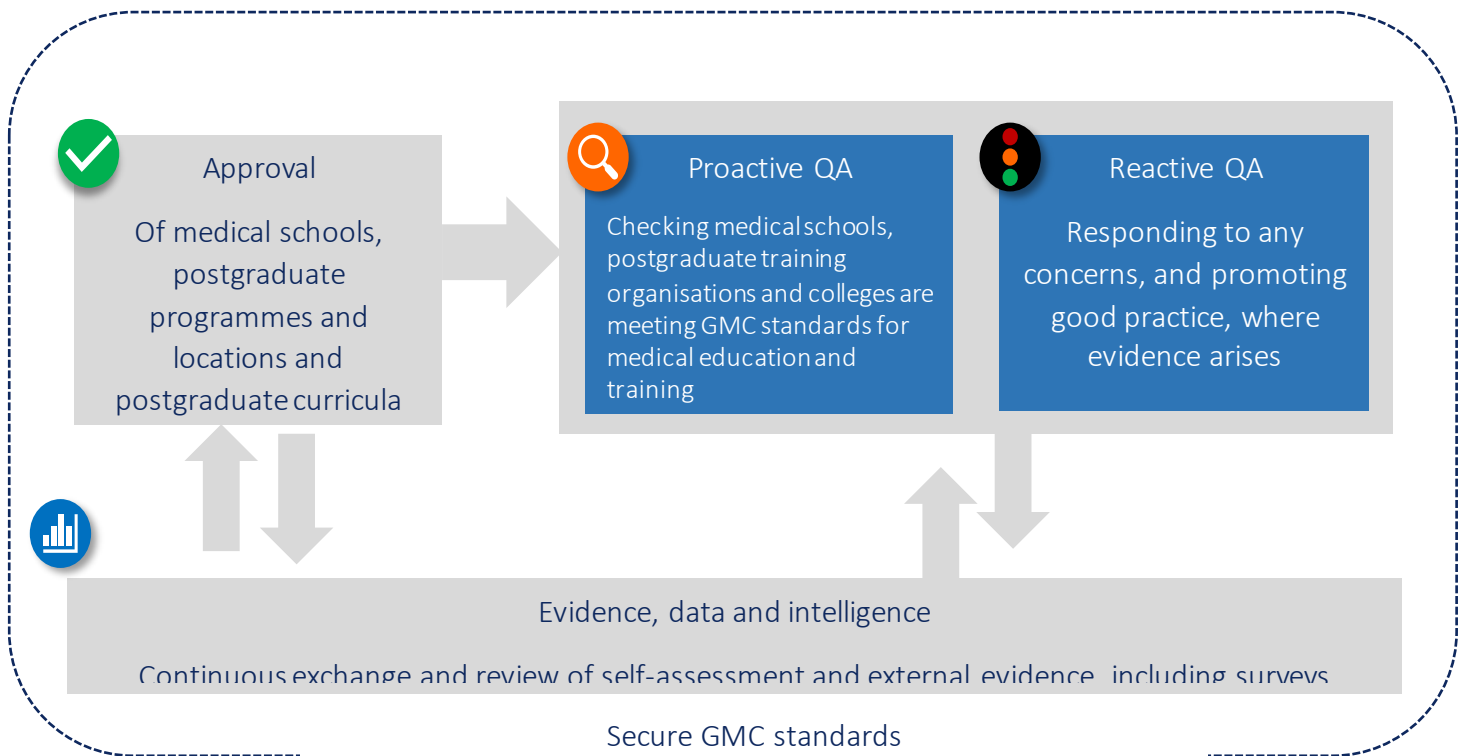 Approval
Of medical schools,
postgraduate
programmes and
locations and
postgraduate curricula
Proactive QA
Checking medical schools,
postgraduate training
organisations and colleges are
meeting GMC standards for
medical education and
training
Reactive QA
Responding to any
concerns, and promoting
good practice, where
evidence arises
Evidence, data and intelligence
Continuous exchange and review of self-assessment and external evidence, including surveys
Secure GMC standards